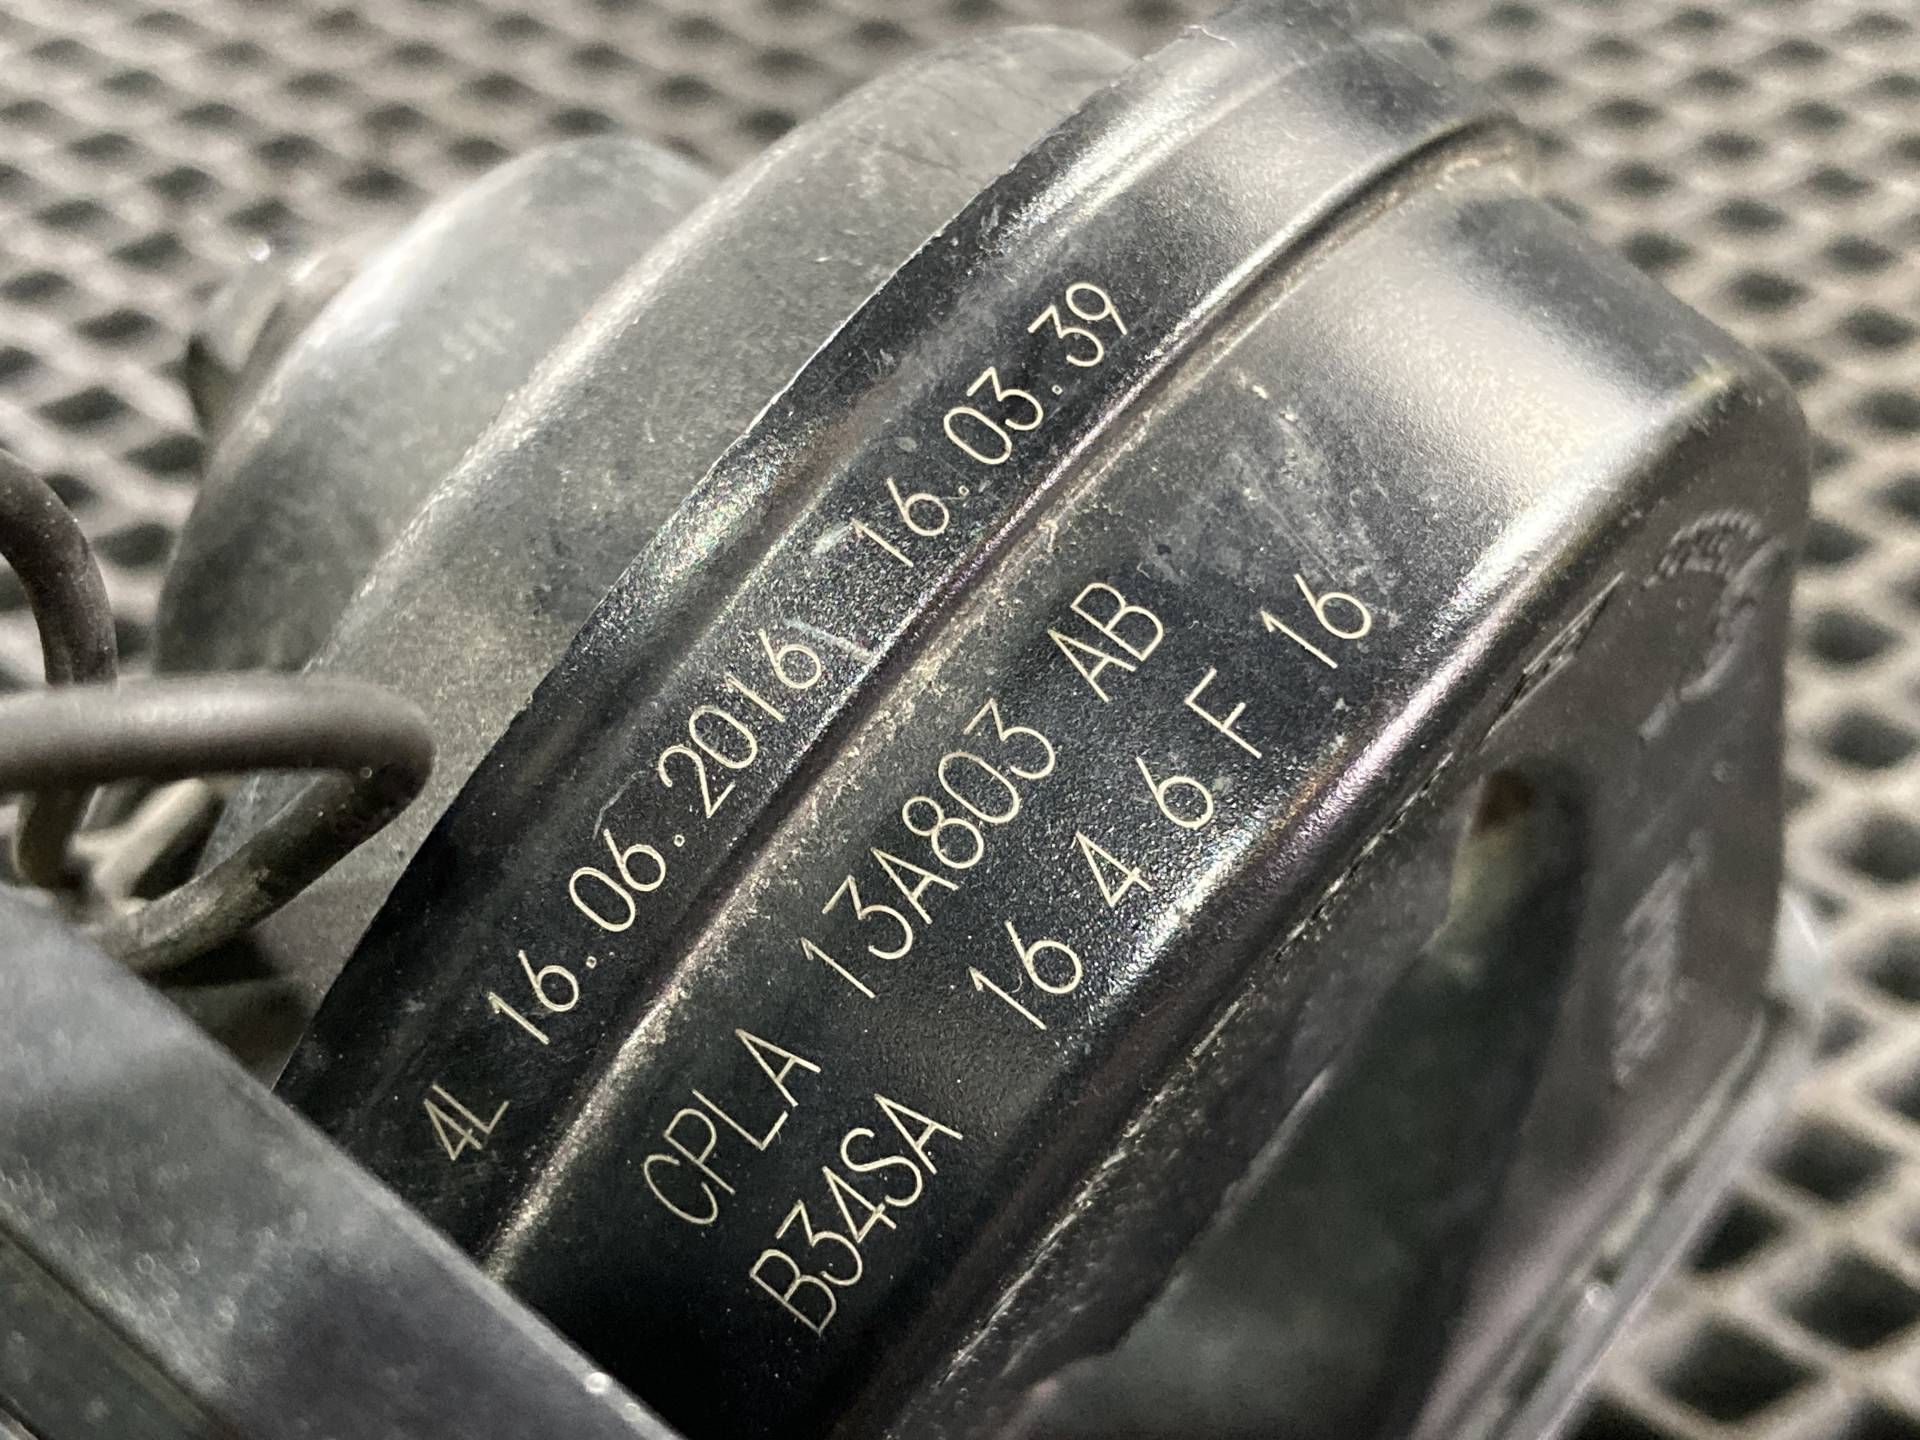 4L 16.06.2016 16.03.39
CPLA 13A803 AB
B34SA 16 4 6 F 16